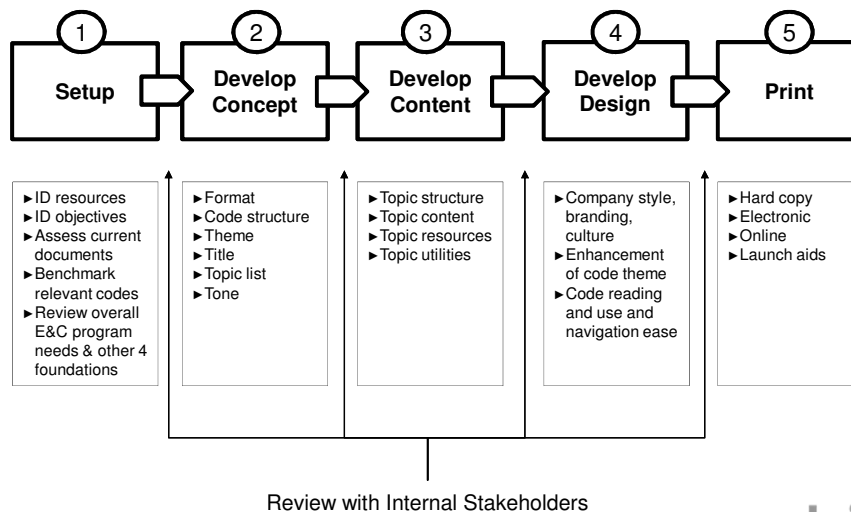 1
2
3
4
5
Setup
Develop
Concept
Develop
Content
Develop
Design
Print
►ID resources
►ID objectives
►Assess current
documents
►Benchmark
relevant codes
►Review overall
E&C program
needs & other 4
foundations
►Format
►Code structure
►Theme
►Title
►Topic list
►Tone
►Topic structure
►Topic content
►Topic resources
►Topic utilities
►Company style,
branding,
culture
►Enhancement
of code theme
►Code reading
and use and
navigation ease
►Hard copy
►Electronic
►Online
►Launch aids
Review with Internal Stakeholders